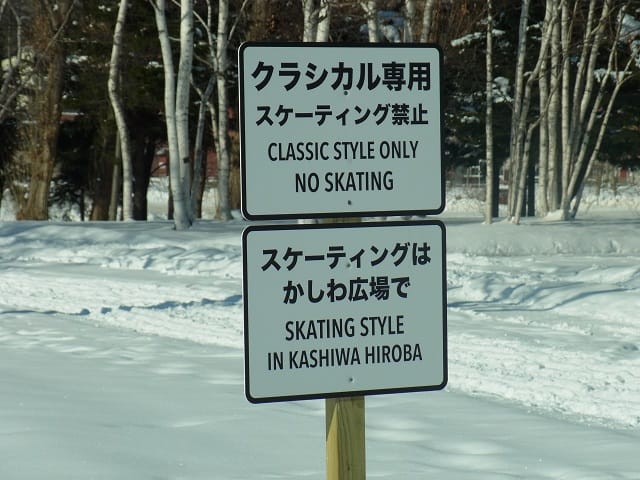 クラシカル専用
スケーティング禁止
CLASSIC STYLE ONLY
NO SKATING
スケーティングは
かしわ広場で
SKATING STYLE
IN KASHIWA HIROBA